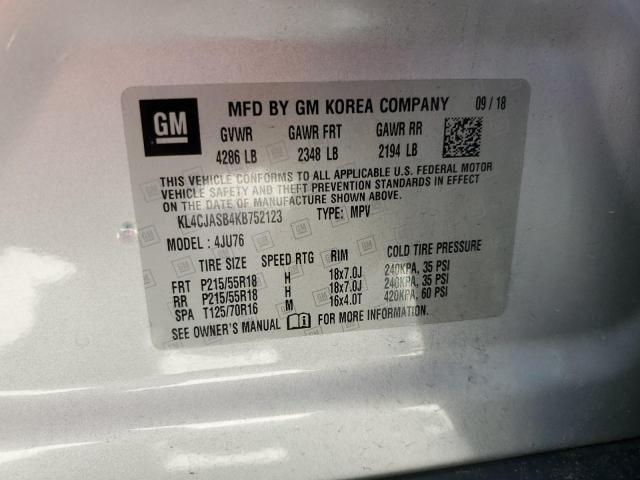 GM MFD BY GM KOREA COMPANY 09 / 18
GVWR GAWR FRT GAWR RR
4286 LB 2348 LB 2194 LB
THIS VEHICLE CONFORMS TO ALL APPLICABLE U.S. FEDERAL MOTOR
VEHICLE SAFETY AND THEFT PREVENTION STANDARDS IN EFFECT
ON THE DATE OF MANUFACTURE SHOWN ABOVE.
KL4CJASB4KB752123 TYPE: MPV
MODEL : 4JU76
TIRE SIZE SPEED RTG RIM COLD TIRE PRESSURE
FRT P215/55R18 H 18x7.0J 240KPA, 35 PSI
RR P215/55R18 H 18x7.0J 240KPA, 35 PSI
SPA T125/70R16 M 16x4.0T 420KPA, 60 PSI
SEE OWNER'S MANUAL FOR MORE INFORMATION.